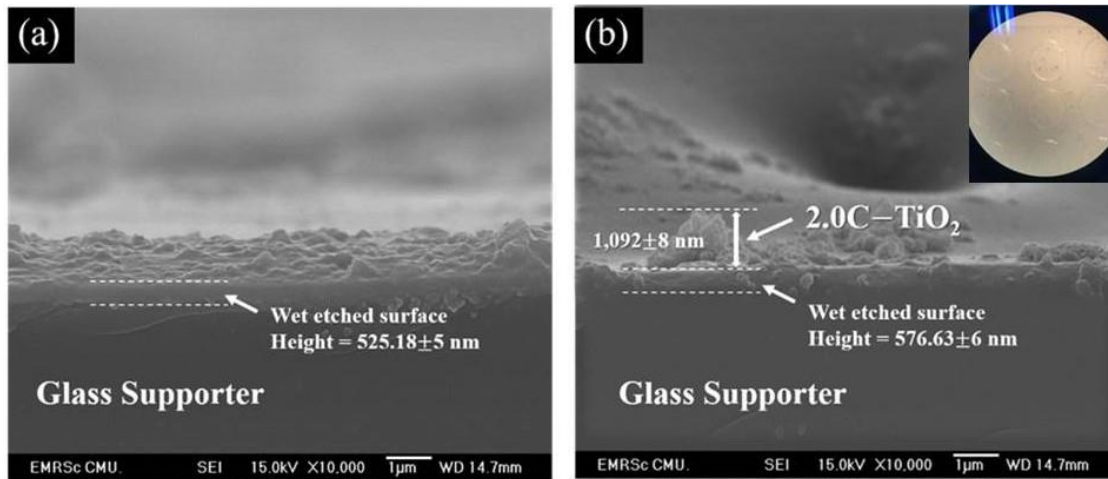 (a)
Wet etched surface
Height = 525.18±5 nm
Glass Supporter
EMRSc CMU. SEI 15.0kV X10,000 1μm WD 14.7mm
(b)
1,092±8 nm
2.0C−TiO₂
Wet etched surface
Height = 576.63±6 nm
Glass Supporter
EMRSc CMU. SEI 15.0kV X10,000 1μm WD 14.7mm